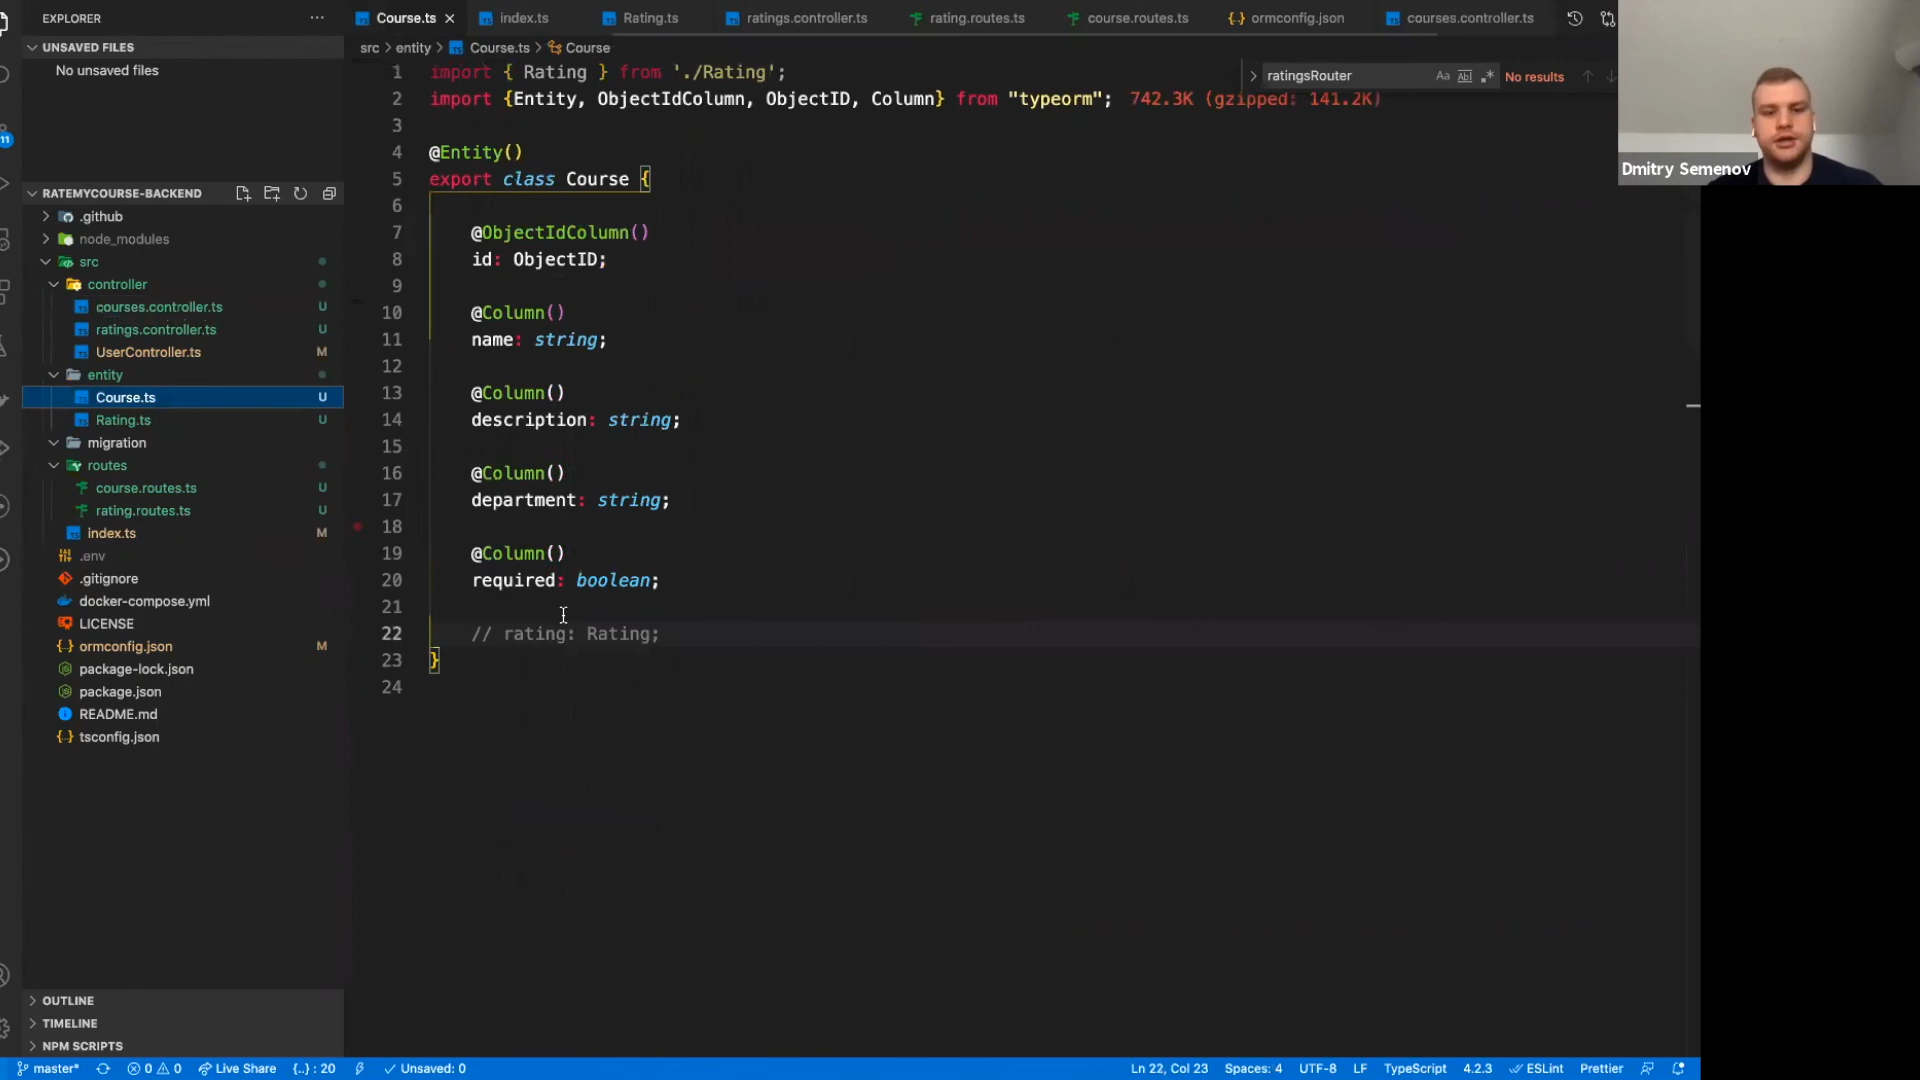 EXPLORER
UNSAVED FILES
No unsaved files
11
RATEMYCOURSE-BACKEND
.github
node_modules
src
controller
courses.controller.ts U
ratings.controller.ts U
UserController.ts M
entity
Course.ts U
Rating.ts U
migration
routes
course.routes.ts U
rating.routes.ts U
index.ts M
.env
.gitignore
docker-compose.yml
LICENSE
ormconfig.json M
package-lock.json
package.json
README.md
tsconfig.json
OUTLINE
TIMELINE
NPM SCRIPTS
Course.ts index.ts Rating.ts ratings.controller.ts rating.routes.ts course.routes.ts ormconfig.json courses.controller.ts
src > entity > Course.ts > Course
ratingsRouter Aa Abl No results
1 import { Rating } from './Rating';
2 import {Entity, ObjectIdColumn, ObjectID, Column} from "typeorm"; 742.3K (gzipped: 141.2K)
3
4 @Entity()
5 export class Course {
6
7 @ObjectIdColumn()
8 id: ObjectID;
9
10 @Column()
11 name: string;
12
13 @Column()
14 description: string;
15
16 @Column()
17 department: string;
18
19 @Column()
20 required: boolean;
21
22 // rating: Rating;
23 }
24
Dmitry Semenov
master* 0 0 Live Share {..} : 20 Unsaved: 0 Ln 22, Col 23 Spaces: 4 UTF-8 LF TypeScript 4.2.3 ESLint Prettier